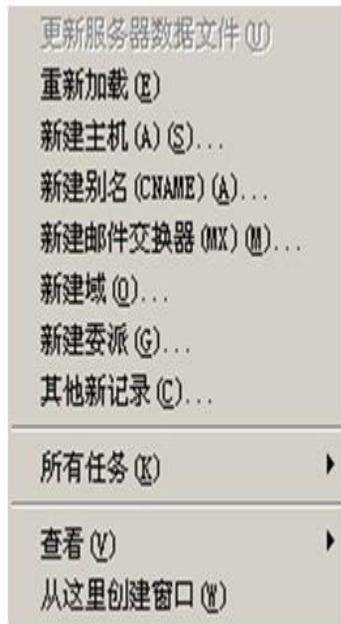 更新服务器数据文件(U)
重新加载(E)
新建主机(A)(S)...
新建别名(CNAME)(A)...
新建邮件交换器(MX)(M)...
新建域(O)...
新建委派(G)...
其他新记录(C)...
所有任务(K)
查看(V)
从这里创建窗口(W)